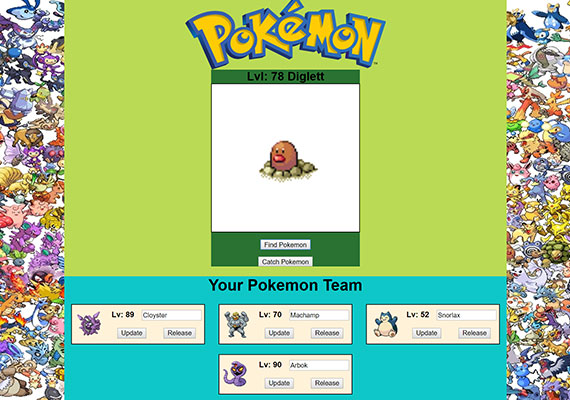 POKéMON
Lvl: 78 Diglett
Find Pokemon
Catch Pokemon
Your Pokemon Team
Lv: 89 Cloyster
Update Release
Lv: 70 Machamp
Update Release
Lv: 52 Snorlax
Update Release
Lv: 90 Arbok
Update Release